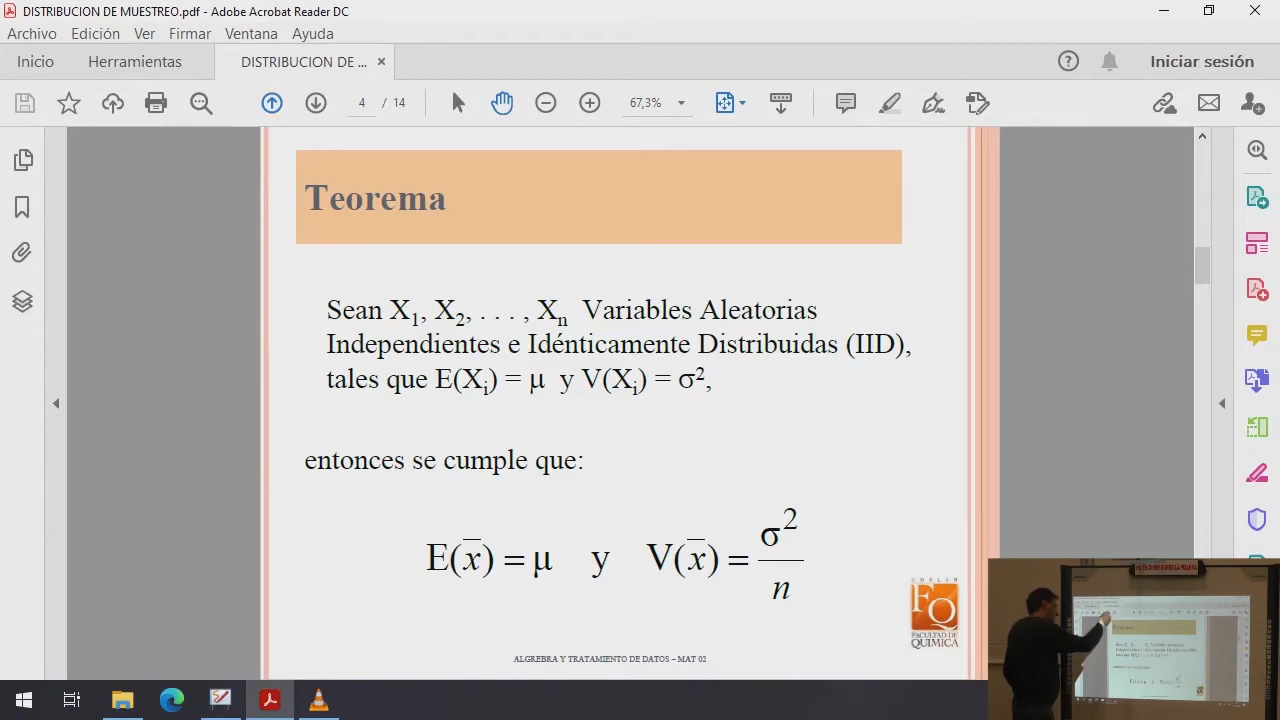 DISTRIBUCION DE MUESTREO.pdf - Adobe Acrobat Reader DC
Archivo Edición Ver Firmar Ventana Ayuda
Inicio Herramientas DISTRIBUCION DE ... × Iniciar sesión
4 / 14 67,3%
Teorema
Sean X₁, X₂, . . . , Xₙ Variables Aleatorias
Independientes e Idénticamente Distribuidas (IID),
tales que E(Xᵢ) = μ y V(Xᵢ) = σ²,
entonces se cumple que:
E(x̅) = μ y V(x̅) = σ²/n
FQ
FACULTAD DE
QUIMICA
ALGREBRA Y TRATAMIENTO DE DATOS – MAT 02
Teorema